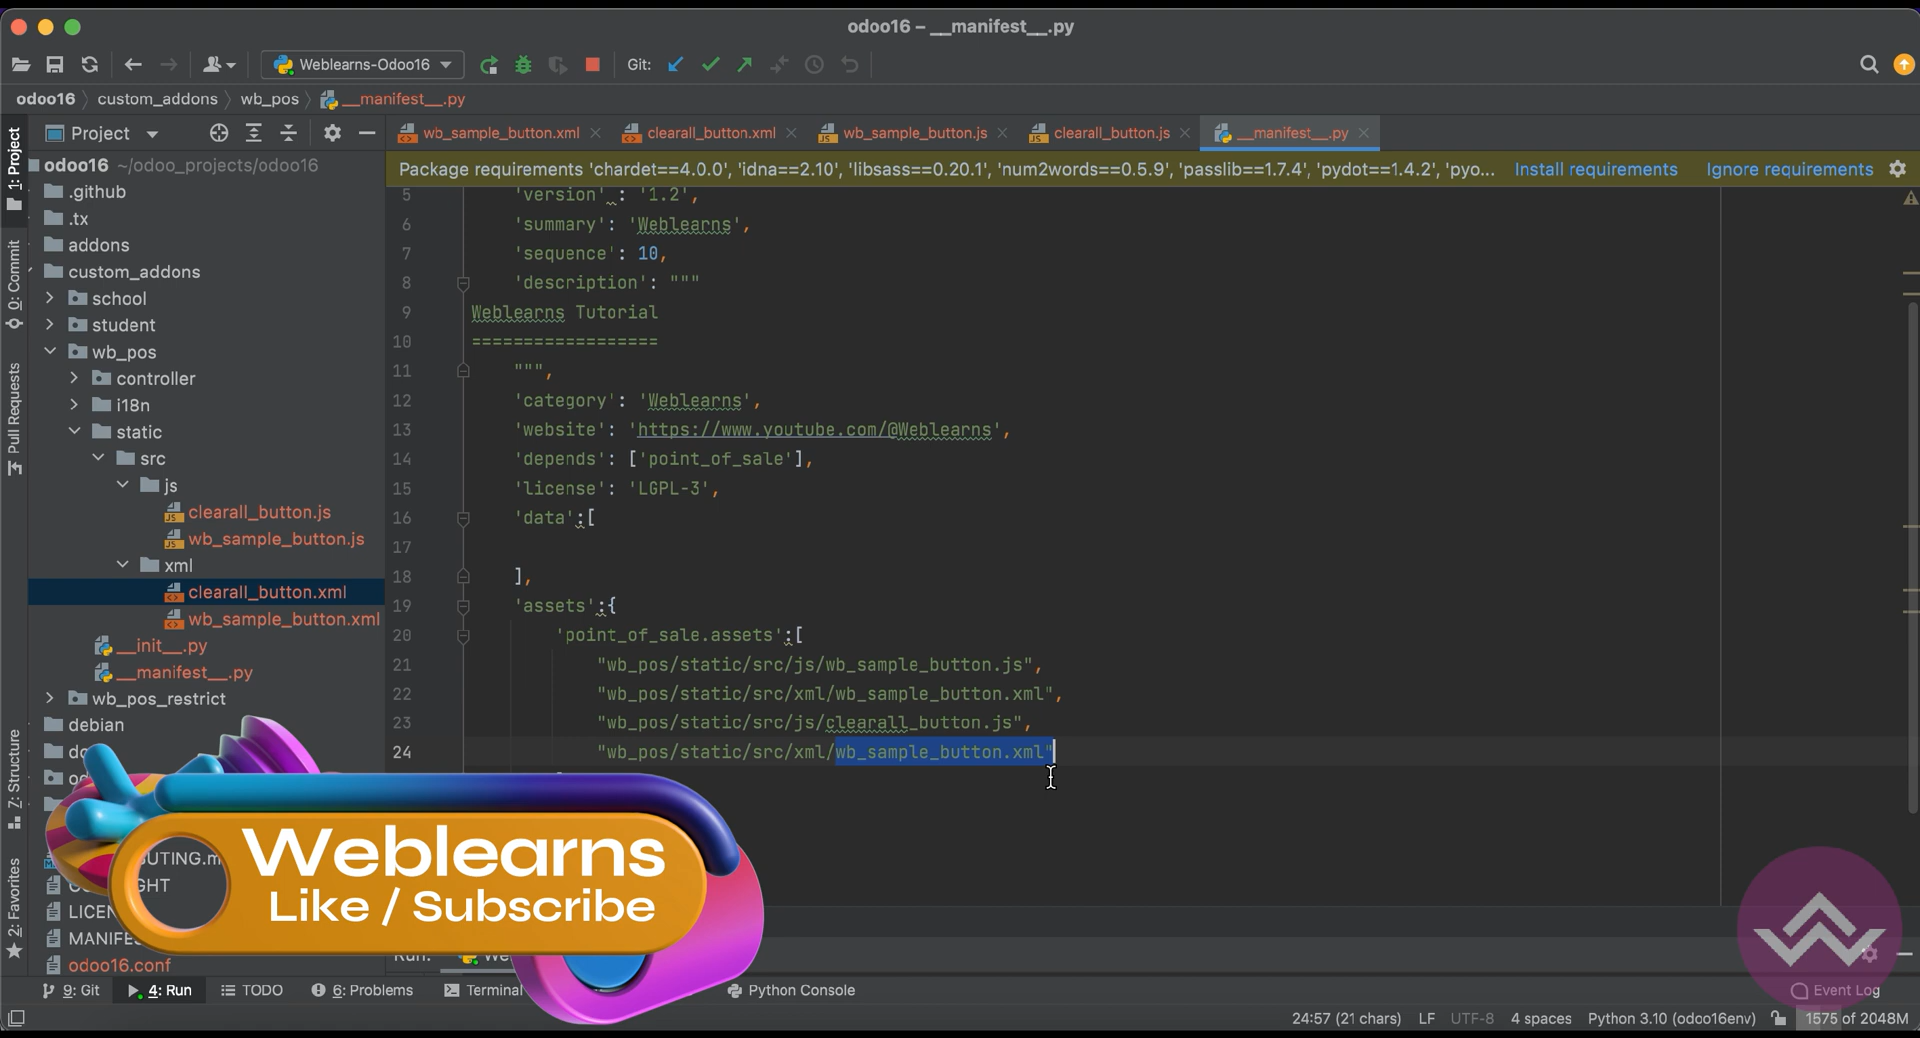 odoo16 – __manifest__.py
Weblearns-Odoo16
Git:
odoo16 custom_addons wb_pos __manifest__.py
1: Project
0: Commit
Pull Requests
7: Structure
2: Favorites
Project
wb_sample_button.xml clearall_button.xml wb_sample_button.js clearall_button.js __manifest__.py
Package requirements 'chardet==4.0.0', 'idna==2.10', 'libsass==0.20.1', 'num2words==0.5.9', 'passlib==1.7.4', 'pydot==1.4.2', 'pyo... Install requirements Ignore requirements
odoo16 ~/odoo_projects/odoo16
.github
.tx
addons
custom_addons
school
student
wb_pos
controller
i18n
static
src
js
clearall_button.js
wb_sample_button.js
xml
clearall_button.xml
wb_sample_button.xml
__init__.py
__manifest__.py
wb_pos_restrict
debian
LICEN
MANIFES
odoo16.conf
5 'version' : '1.2',
6 'summary': 'Weblearns',
7 'sequence': 10,
8 'description': """
9 Weblearns Tutorial
10 ==================
11 """,
12 'category': 'Weblearns',
13 'website': 'https://www.youtube.com/@Weblearns',
14 'depends': ['point_of_sale'],
15 'license': 'LGPL-3',
16 'data':[
17
18 ],
19 'assets':{
20 'point_of_sale.assets':[
21 "wb_pos/static/src/js/wb_sample_button.js",
22 "wb_pos/static/src/xml/wb_sample_button.xml",
23 "wb_pos/static/src/js/clearall_button.js",
24 "wb_pos/static/src/xml/wb_sample_button.xml"
Weblearns
Like / Subscribe
9: Git 4: Run TODO 6: Problems Terminal Python Console Event Log
24:57 (21 chars) LF UTF-8 4 spaces Python 3.10 (odoo16env) 1575 of 2048M